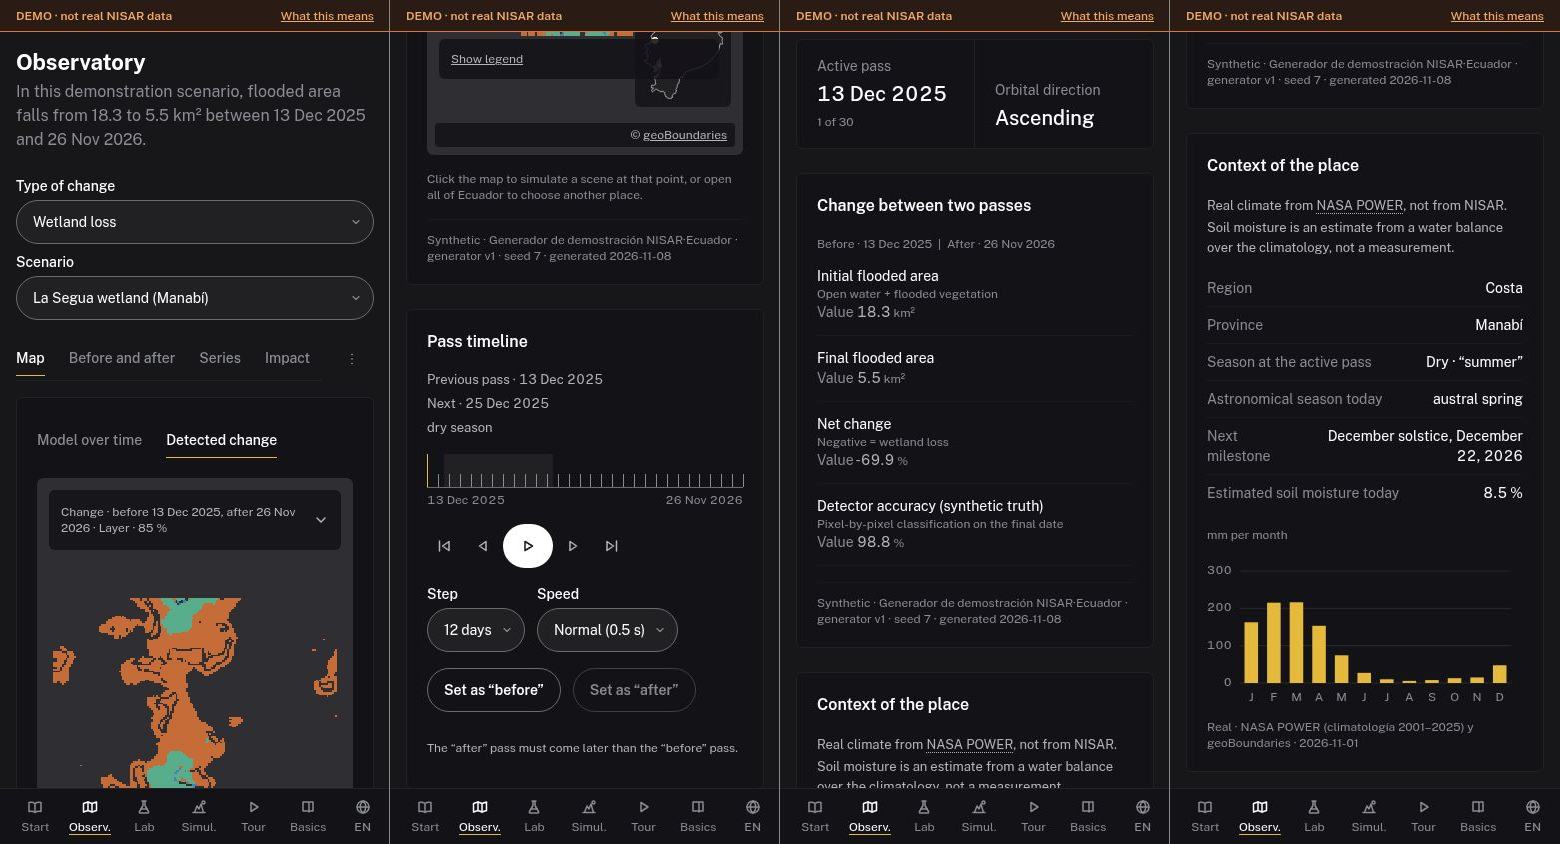 DEMO · not real NISAR data
What this means
Observatory
In this demonstration scenario, flooded area
falls from 18.3 to 5.5 km² between 13 Dec 2025
and 26 Nov 2026.
Type of change
Wetland loss
Scenario
La Segua wetland (Manabí)
Map
Before and after
Series
Impact
Model over time
Detected change
Change · before 13 Dec 2025, after 26 Nov
2026 · Layer · 85 %
Start
Observ.
Lab
Simul.
Tour
Basics
EN
DEMO · not real NISAR data
What this means
Show legend
© geoBoundaries
Click the map to simulate a scene at that point, or open
all of Ecuador to choose another place.
Synthetic · Generador de demostración NISAR·Ecuador ·
generator v1 · seed 7 · generated 2026-11-08
Pass timeline
Previous pass · 13 Dec 2025
Next · 25 Dec 2025
dry season
13 Dec 2025
26 Nov 2026
Step
Speed
12 days
Normal (0.5 s)
Set as “before”
Set as “after”
The “after” pass must come later than the “before” pass.
Start
Observ.
Lab
Simul.
Tour
Basics
EN
DEMO · not real NISAR data
What this means
Active pass
13 Dec 2025
1 of 30
Orbital direction
Ascending
Change between two passes
Before · 13 Dec 2025 | After · 26 Nov 2026
Initial flooded area
Open water + flooded vegetation
Value 18.3 km²
Final flooded area
Value 5.5 km²
Net change
Negative = wetland loss
Value -69.9 %
Detector accuracy (synthetic truth)
Pixel-by-pixel classification on the final date
Value 98.8 %
Synthetic · Generador de demostración NISAR·Ecuador ·
generator v1 · seed 7 · generated 2026-11-08
Context of the place
Real climate from NASA POWER, not from NISAR.
Soil moisture is an estimate from a water balance
over the climatology, not a measurement.
Start
Observ.
Lab
Simul.
Tour
Basics
EN
DEMO · not real NISAR data
What this means
Synthetic · Generador de demostración NISAR·Ecuador ·
generator v1 · seed 7 · generated 2026-11-08
Context of the place
Real climate from NASA POWER, not from NISAR.
Soil moisture is an estimate from a water balance
over the climatology, not a measurement.
Region
Costa
Province
Manabí
Season at the active pass
Dry · “summer”
Astronomical season today
austral spring
Next milestone
December solstice, December 22, 2026
Estimated soil moisture today
8.5 %
mm per month
300
200
100
0
J F M A M J J A S O N D
Real · NASA POWER (climatología 2001–2025) y
geoBoundaries · 2026-11-01
Start
Observ.
Lab
Simul.
Tour
Basics
EN